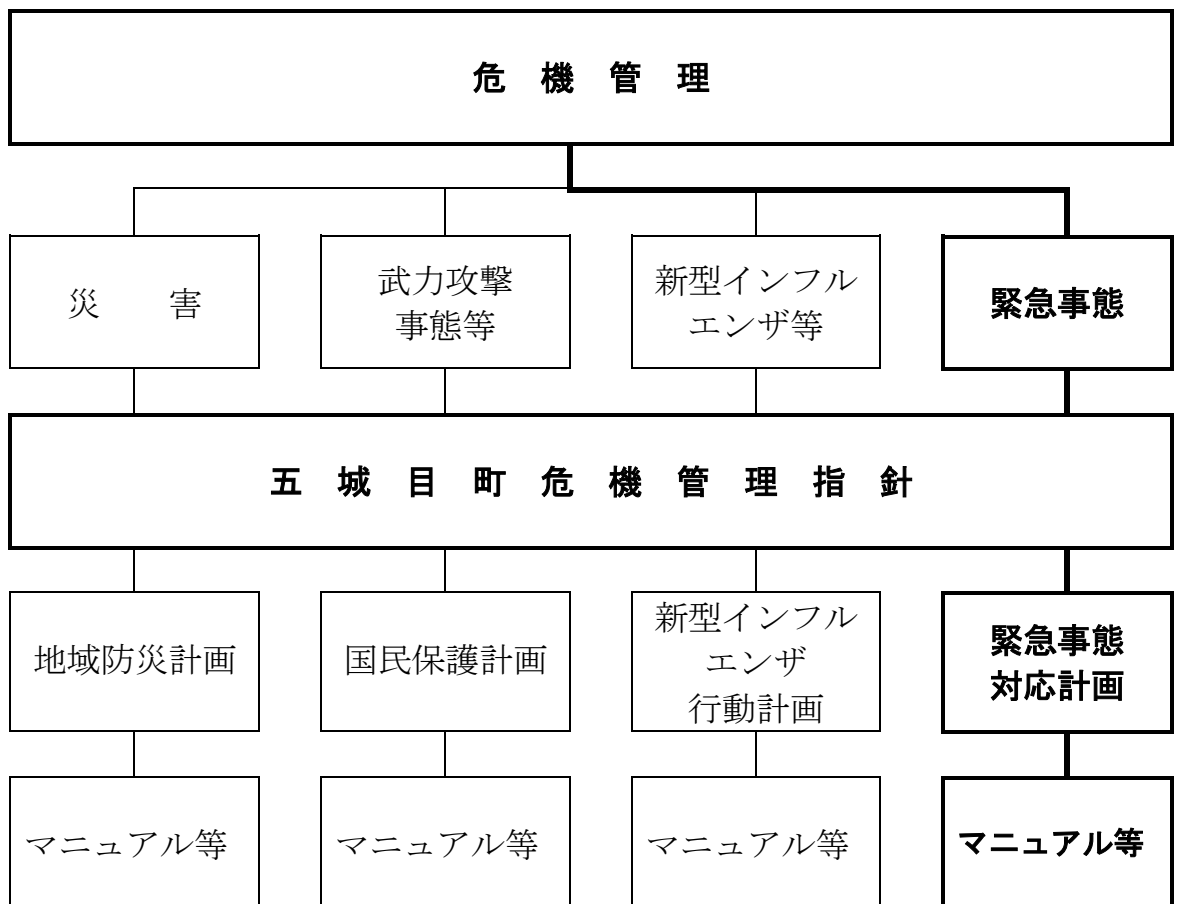 危機管理
災害
武力攻撃
事態等
新型インフル
エンザ等
緊急事態
五城目町危機管理指針
地域防災計画
国民保護計画
新型インフル
エンザ
行動計画
緊急事態
対応計画
マニュアル等
マニュアル等
マニュアル等
マニュアル等